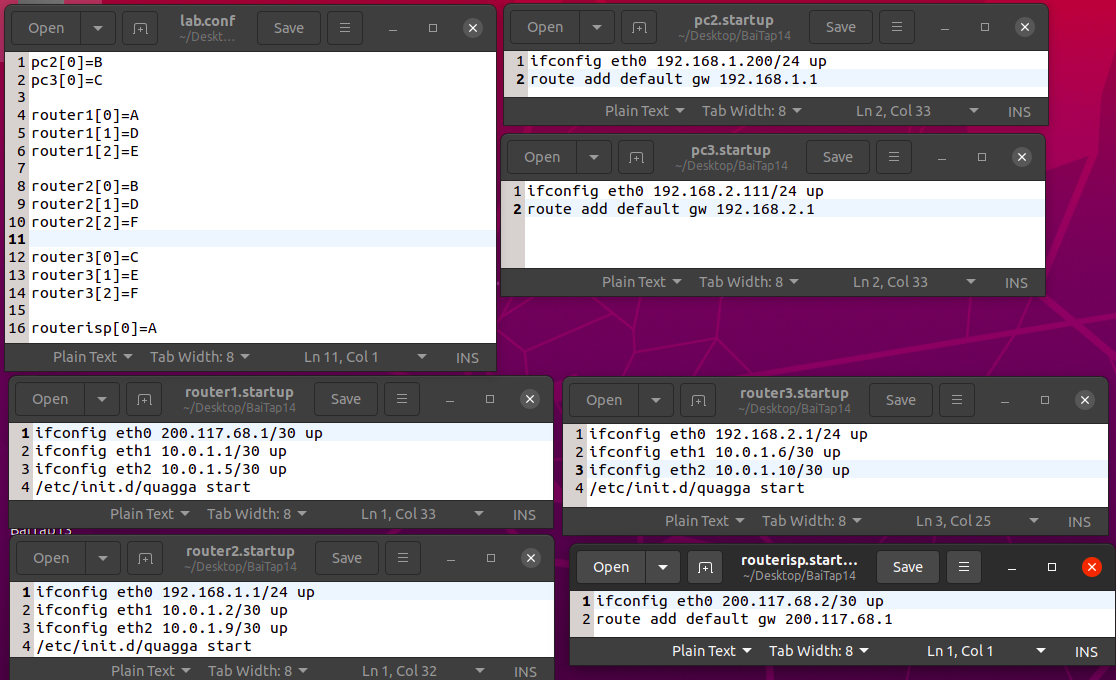 Open
lab.conf
~/Deskt...
Save
1 pc2[0]=B
2 pc3[0]=C
3
4 router1[0]=A
5 router1[1]=D
6 router1[2]=E
7
8 router2[0]=B
9 router2[1]=D
10 router2[2]=F
11
12 router3[0]=C
13 router3[1]=E
14 router3[2]=F
15
16 routerisp[0]=A
Plain Text Tab Width: 8 Ln 11, Col 1 INS
Open
pc2.startup
~/Desktop/BaiTap14
Save
1 ifconfig eth0 192.168.1.200/24 up
2 route add default gw 192.168.1.1
Plain Text Tab Width: 8 Ln 2, Col 33 INS
Open
pc3.startup
~/Desktop/BaiTap14
Save
1 ifconfig eth0 192.168.2.111/24 up
2 route add default gw 192.168.2.1
Plain Text Tab Width: 8 Ln 2, Col 33 INS
Open
router1.startup
~/Desktop/BaiTap14
Save
1 ifconfig eth0 200.117.68.1/30 up
2 ifconfig eth1 10.0.1.1/30 up
3 ifconfig eth2 10.0.1.5/30 up
4 /etc/init.d/quagga start
Plain Text Tab Width: 8 Ln 1, Col 33 INS
Open
router3.startup
~/Desktop/BaiTap14
Save
1 ifconfig eth0 192.168.2.1/24 up
2 ifconfig eth1 10.0.1.6/30 up
3 ifconfig eth2 10.0.1.10/30 up
4 /etc/init.d/quagga start
Plain Text Tab Width: 8 Ln 3, Col 25 INS
BaiTap13
Open
router2.startup
~/Desktop/BaiTap14
Save
1 ifconfig eth0 192.168.1.1/24 up
2 ifconfig eth1 10.0.1.2/30 up
3 ifconfig eth2 10.0.1.9/30 up
4 /etc/init.d/quagga start
Plain Text Tab Width: 8 Ln 1, Col 32 INS
Open
routerisp.start...
~/Desktop/BaiTap14
Save
1 ifconfig eth0 200.117.68.2/30 up
2 route add default gw 200.117.68.1
Plain Text Tab Width: 8 Ln 1, Col 1 INS